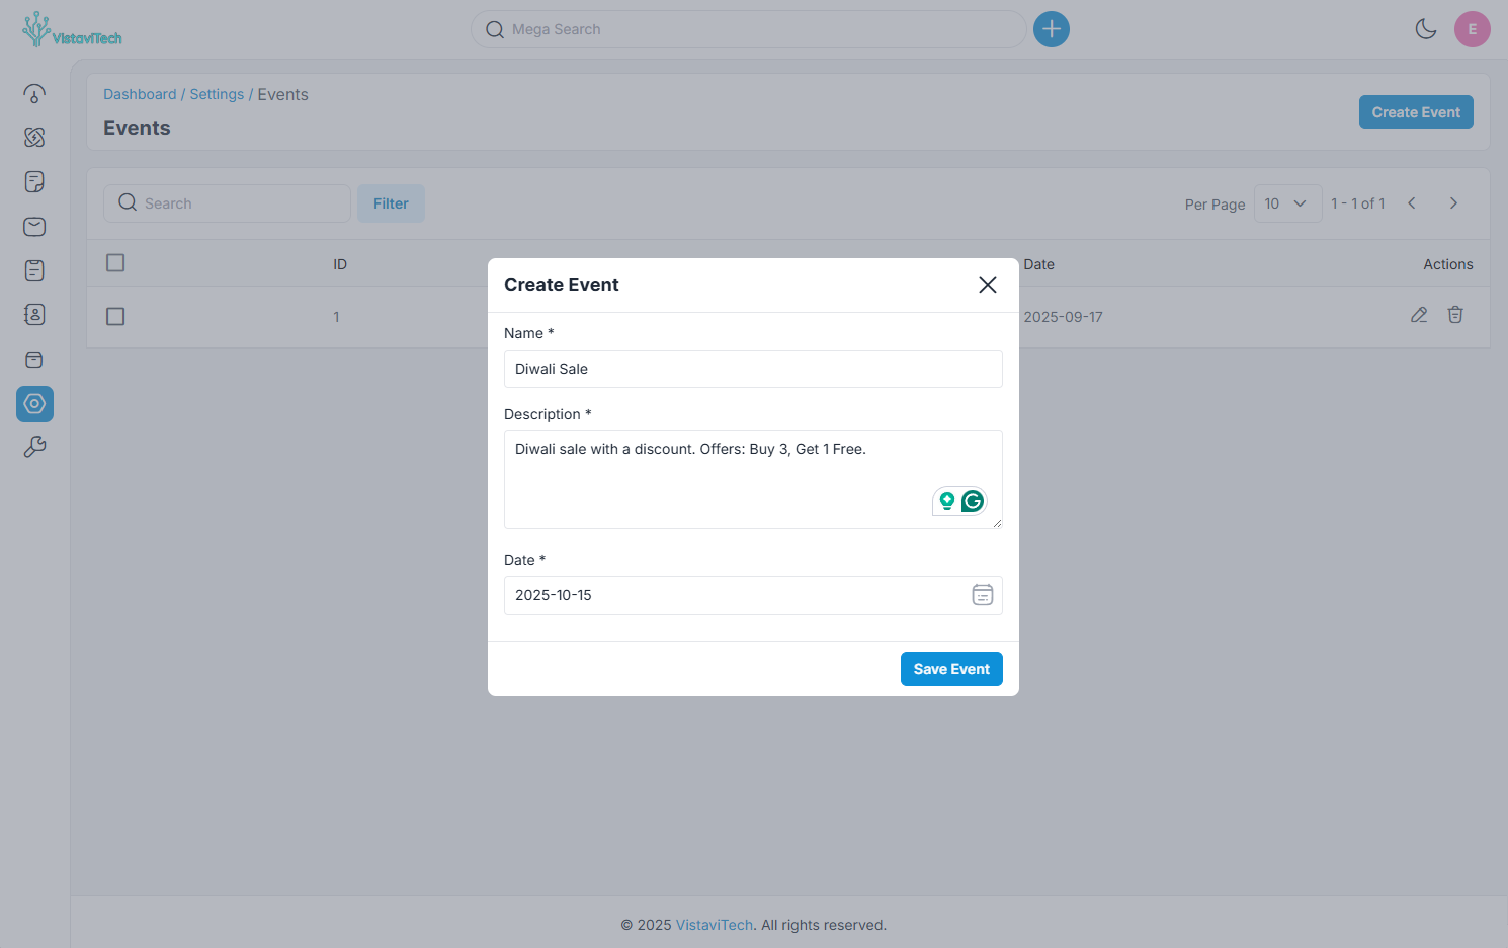 VistaviTech
Mega Search
E
Dashboard / Settings / Events
Events
Create Event
Search
Filter
Per Page
10
1 - 1 of 1
ID
Date
Actions
1
2025-09-17
Create Event
Name *
Diwali Sale
Description *
Diwali sale with a discount. Offers: Buy 3, Get 1 Free.
Date *
2025-10-15
Save Event
© 2025 VistaviTech. All rights reserved.